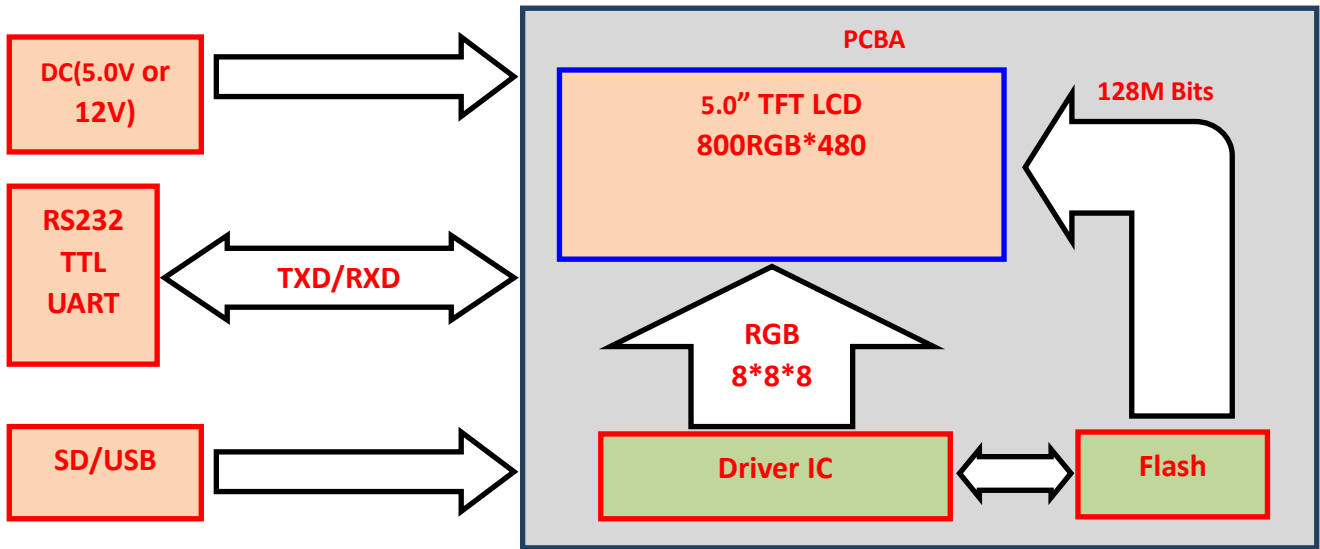 DC(5.0V or
12V)
RS232
TTL
UART
TXD/RXD
SD/USB
PCBA
5.0” TFT LCD
800RGB*480
128M Bits
RGB
8*8*8
Driver IC
Flash